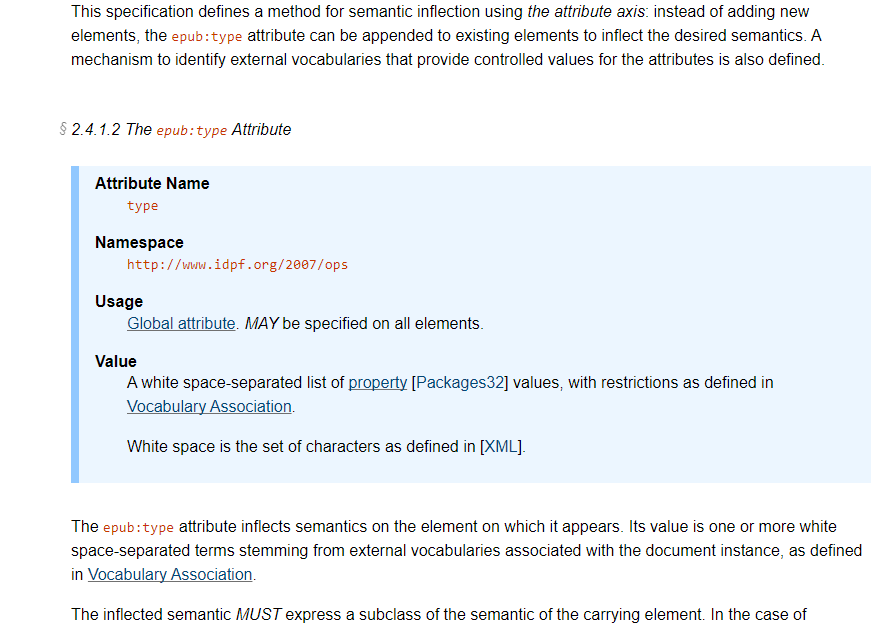 This specification defines a method for semantic inflection using the attribute axis: instead of adding new
elements, the epub:type attribute can be appended to existing elements to inflect the desired semantics. A
mechanism to identify external vocabularies that provide controlled values for the attributes is also defined.
§ 2.4.1.2 The epub:type Attribute
Attribute Name
type
Namespace
http://www.idpf.org/2007/ops
Usage
Global attribute. MAY be specified on all elements.
Value
A white space-separated list of property [Packages32] values, with restrictions as defined in
Vocabulary Association.
White space is the set of characters as defined in [XML].
The epub:type attribute inflects semantics on the element on which it appears. Its value is one or more white
space-separated terms stemming from external vocabularies associated with the document instance, as defined
in Vocabulary Association.
The inflected semantic MUST express a subclass of the semantic of the carrying element. In the case of